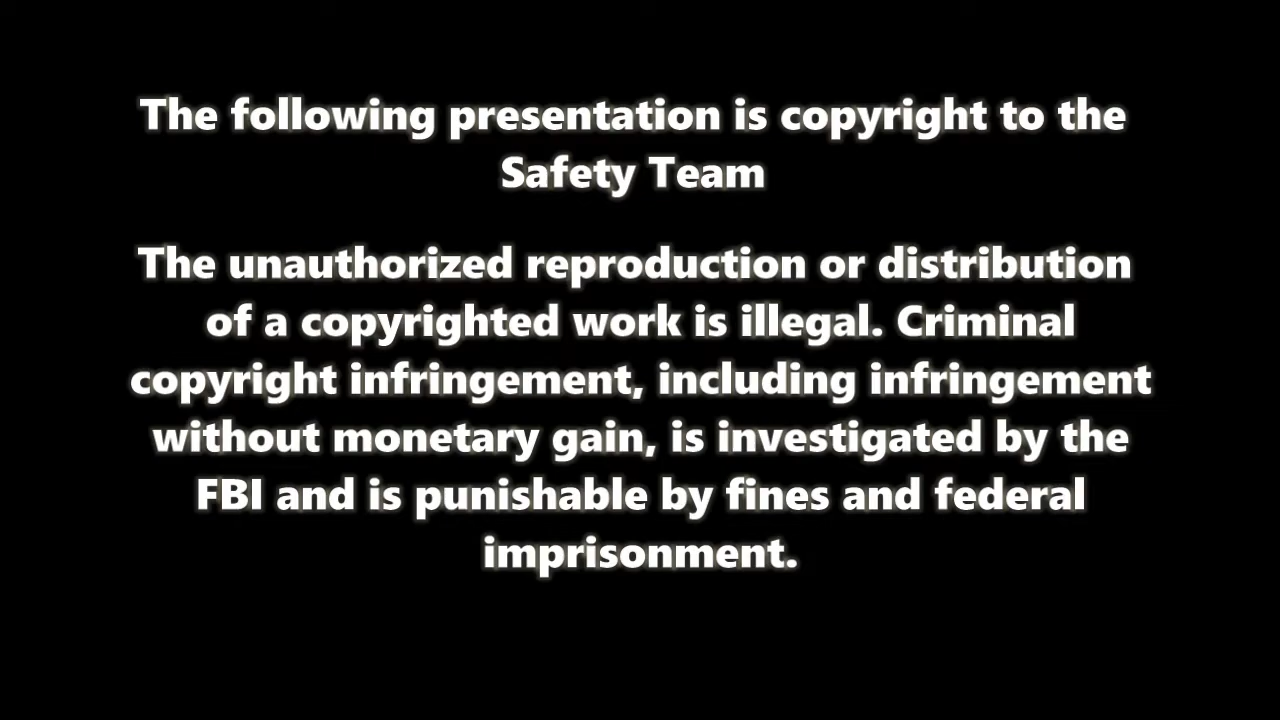 The following presentation is copyright to the
Safety Team
The unauthorized reproduction or distribution
of a copyrighted work is illegal. Criminal
copyright infringement, including infringement
without monetary gain, is investigated by the
FBI and is punishable by fines and federal
imprisonment.